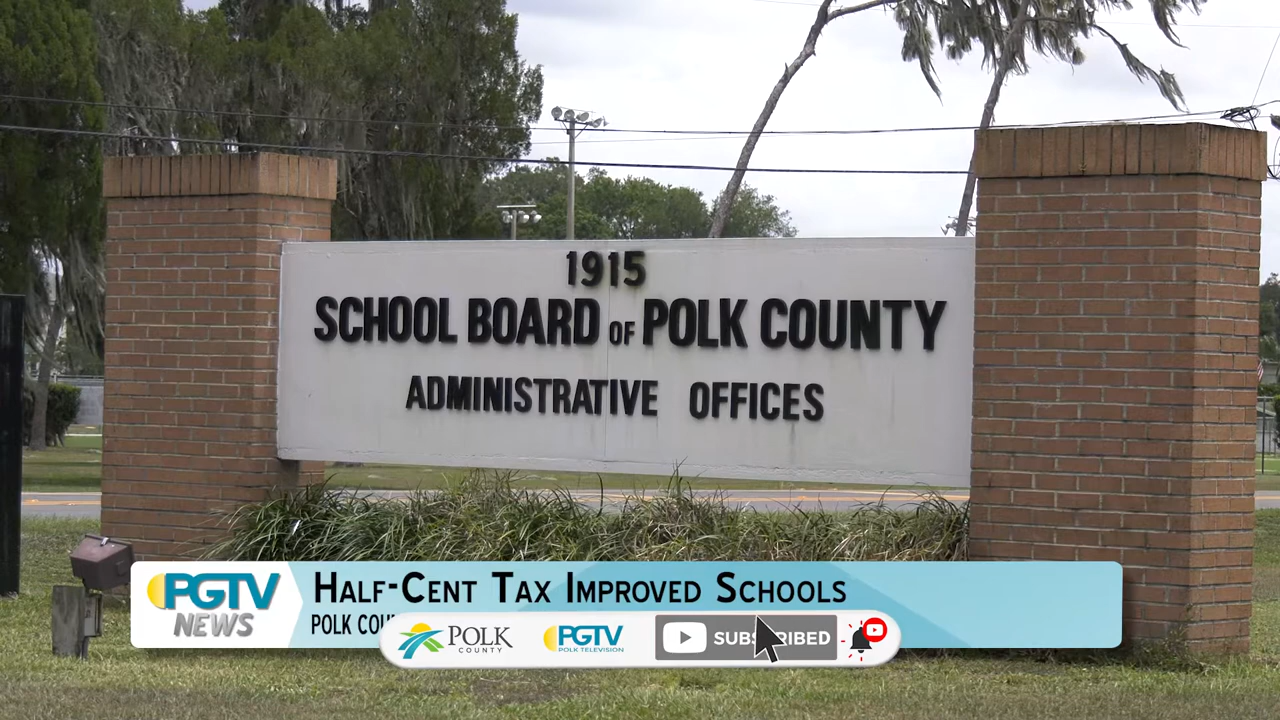 1915
SCHOOL BOARD OF POLK COUNTY
ADMINISTRATIVE OFFICES
PGTV NEWS
HALF-CENT TAX IMPROVED SCHOOLS
POLK
POLK COUNTY
PGTV POLK TELEVISION